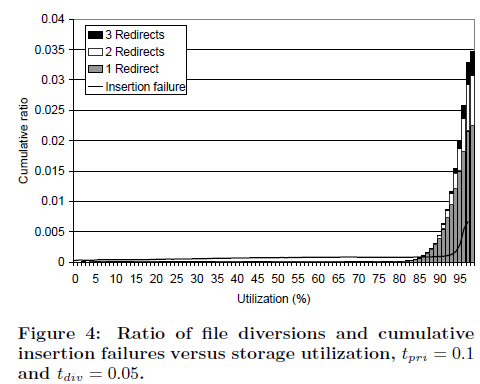 0.04
0.035
0.03
0.025
0.02
0.015
0.01
0.005
0
Cumulative ratio
3 Redirects
2 Redirects
1 Redirect
Insertion failure
0 5 10 15 20 25 30 35 40 45 50 55 60 65 70 75 80 85 90 95
Utilization (%)
Figure 4: Ratio of file diversions and cumulative
insertion failures versus storage utilization, tpri = 0.1
and tdiv = 0.05.